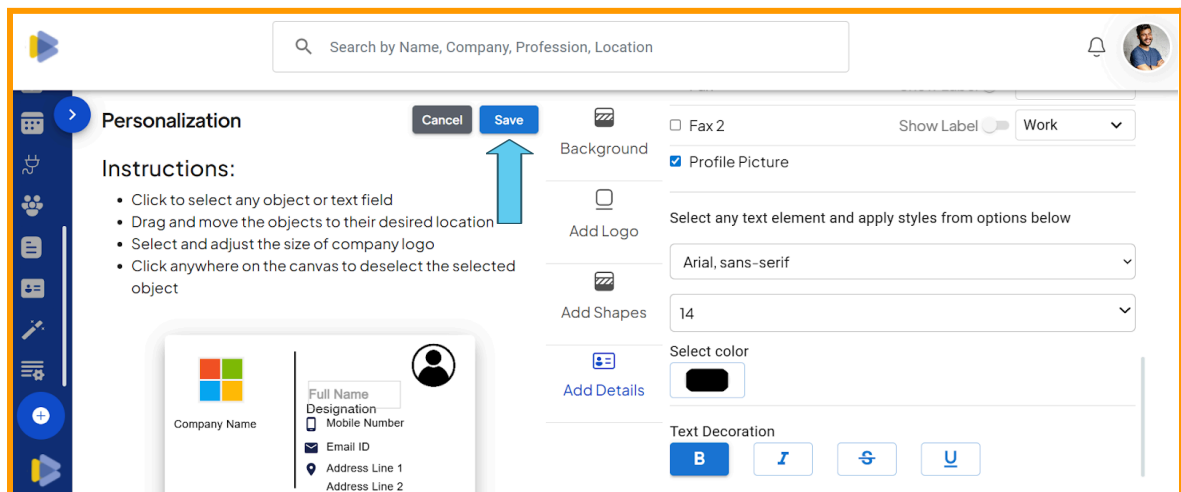 Search by Name, Company, Profession, Location
Personalization
Cancel
Save
Instructions:
Click to select any object or text field
Drag and move the objects to their desired location
Select and adjust the size of company logo
Click anywhere on the canvas to deselect the selected
object
Company Name
Full Name
Designation
Mobile Number
Email ID
Address Line 1
Address Line 2
Background
Add Logo
Add Shapes
Add Details
Fax 2
Show Label
Work
Profile Picture
Select any text element and apply styles from options below
Arial, sans-serif
14
Select color
Text Decoration
B I S U